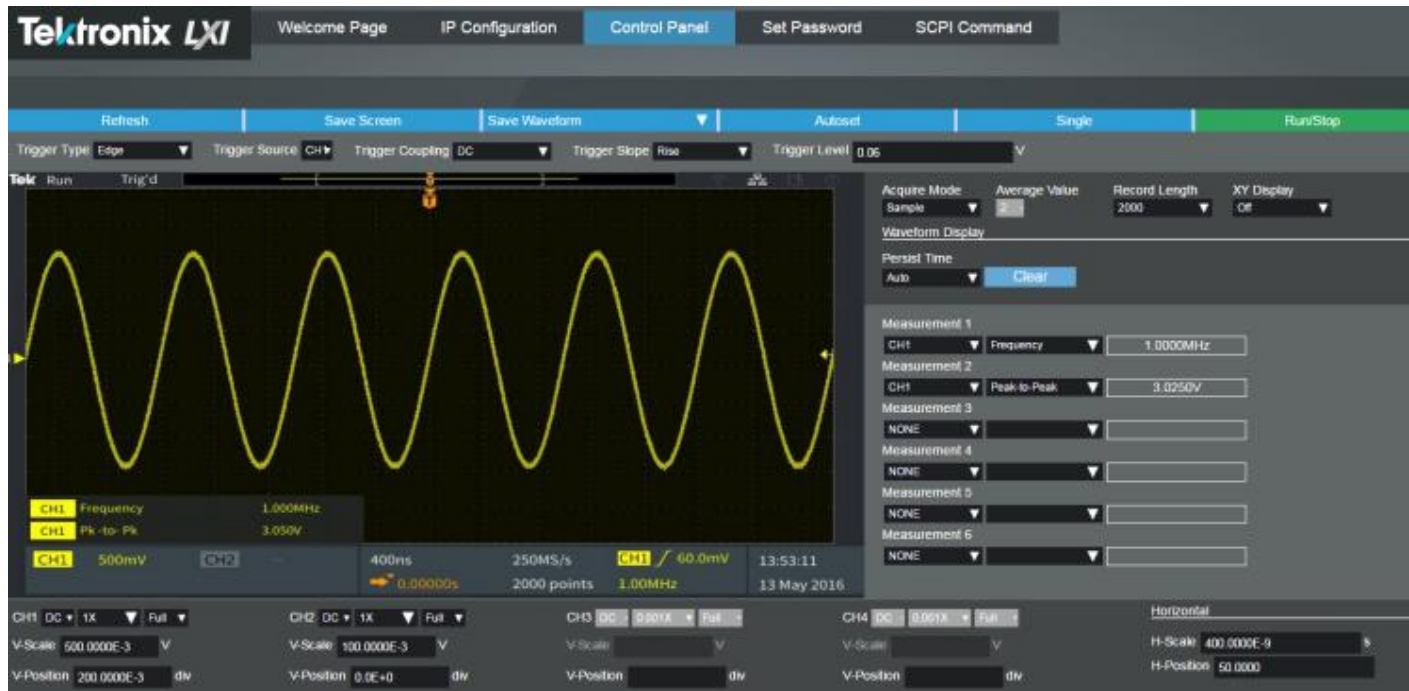 Tektronix LXI Welcome Page IP Configuration Control Panel Set Password SCPI Command
Refresh Save Screen Save Waveform Autoset Single Run/Stop
Trigger Type Edge Trigger Source CH1 Trigger Coupling DC Trigger Slope Rise Trigger Level 0.06 V
Tek Run Trig'd
T
Acquire Mode Average Value Record Length XY Display
Sample 2 2000 Off
Waveform Display
Persist Time
Auto Clear
Measurement 1
CH1 Frequency 1.0000MHz
Measurement 2
CH1 Peak-to-Peak 3.0250V
Measurement 3
NONE
Measurement 4
NONE
Measurement 5
NONE
Measurement 6
NONE
CH1 Frequency 1.000MHz
CH1 Pk-to-Pk 3.050V
CH1 500mV CH2 400ns 250MS/s CH1 60.0mV 13:53:11
0.00000s 2000 points 1.00MHz 13 May 2016
CH1 DC 1X Full CH2 DC 1X Full CH3 DC 0.001X Full CH4 DC 0.001X Full Horizontal
V-Scale 500.0000E-3 V V-Scale 100.0000E-3 V V-Scale V V-Scale V H-Scale 400.0000E-9 s
V-Position 200.0000E-3 div V-Position 0.0E+0 div V-Position div V-Position div H-Position 50.0000